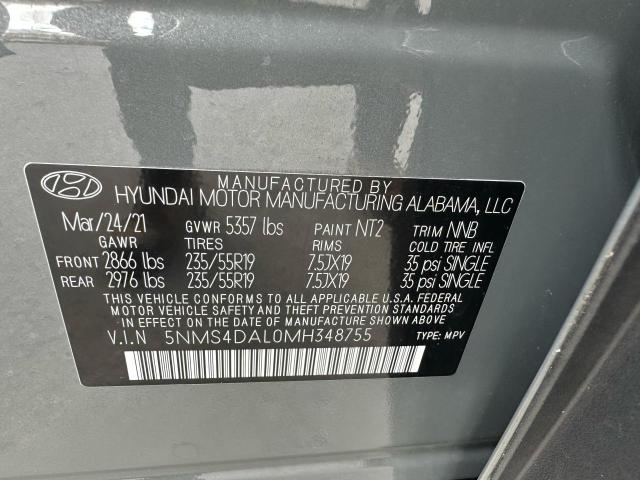 MANUFACTURED BY
HYUNDAI MOTOR MANUFACTURING ALABAMA, LLC
Mar/24/21 GVWR 5357 lbs PAINT NT2 TRIM NNB
GAWR TIRES RIMS COLD TIRE INFL
FRONT 2866 lbs 235/55R19 7.5JX19 35 psi SINGLE
REAR 2976 lbs 235/55R19 7.5JX19 35 psi SINGLE
THIS VEHICLE CONFORMS TO ALL APPLICABLE U.S.A. FEDERAL
MOTOR VEHICLE SAFETY AND THEFT PREVENTION STANDARDS
IN EFFECT ON THE DATE OF MANUFACTURE SHOWN ABOVE.
V.I.N 5NMS4DAL0MH348755 TYPE: MPV